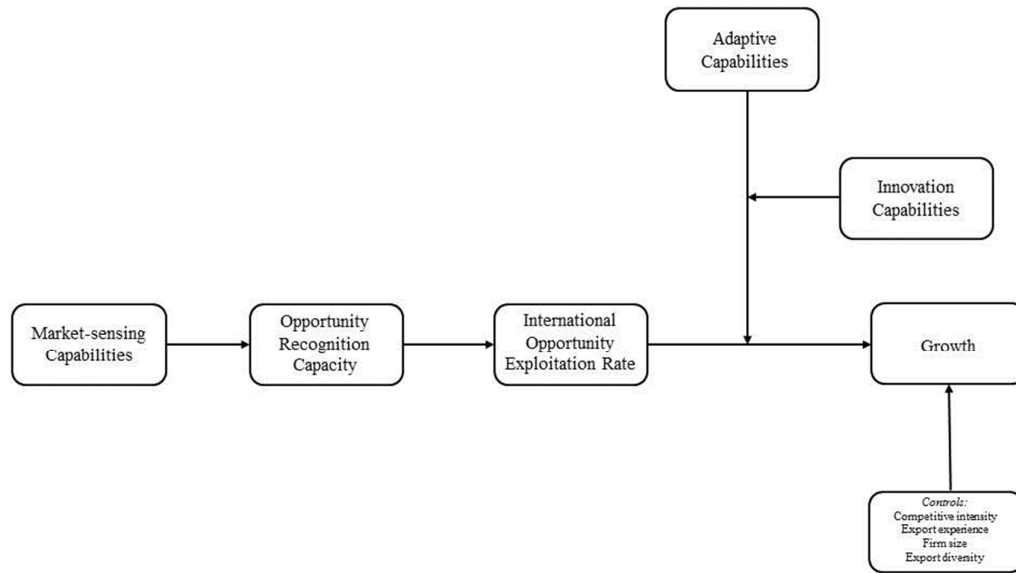 Adaptive
Capabilities
Innovation
Capabilities
Market-sensing
Capabilities
Opportunity
Recognition
Capacity
International
Opportunity
Exploitation Rate
Growth
Controls:
Competitive intensity
Export experience
Firm size
Export diversity